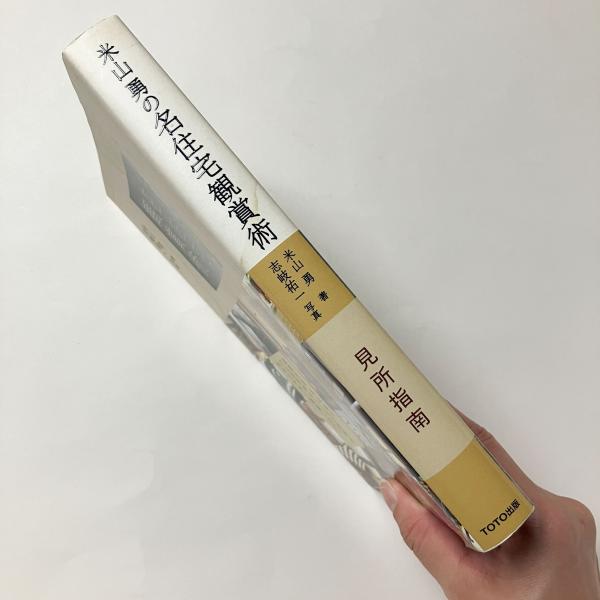 米山勇の名住宅観賞術
米山勇 著
志岐祐一 写真
見所指南
TOTO出版